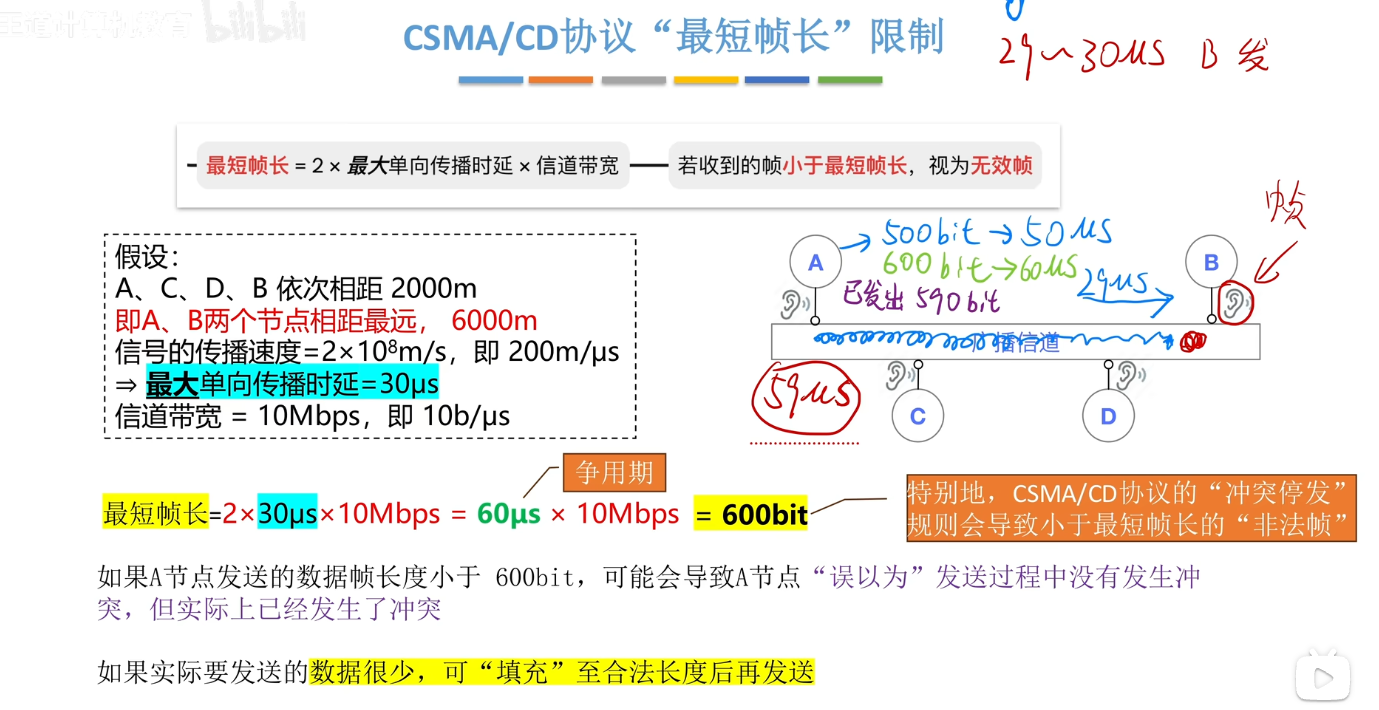 王道计算机教育 bilibili
CSMA/CD协议“最短帧长”限制
29~30μs B 发
最短帧长 = 2 × 最大单向传播时延 × 信道带宽
若收到的帧小于最短帧长，视为无效帧
假设：
A、C、D、B 依次相距 2000m
即A、B两个节点相距最远， 6000m
信号的传播速度=2×10⁸m/s，即 200m/μs
⇒ 最大单向传播时延=30μs
信道带宽 = 10Mbps，即 10b/μs
帧
A
500bit→50μs
600bit→60μs
已发出 590bit
29μs
B
广播信道
59μs
C
D
争用期
最短帧长=2×30μs×10Mbps = 60μs × 10Mbps = 600bit
特别地，CSMA/CD协议的“冲突停发”
规则会导致小于最短帧长的“非法帧”
如果A节点发送的数据帧长度小于 600bit，可能会导致A节点“误以为”发送过程中没有发生冲
突，但实际上已经发生了冲突
如果实际要发送的数据很少，可“填充”至合法长度后再发送